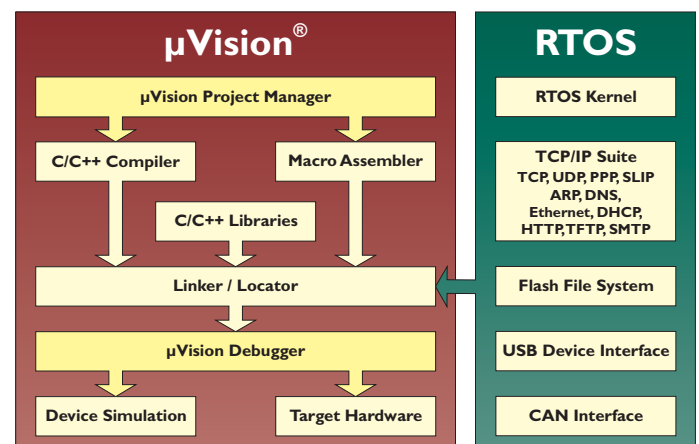 µVision®
µVision Project Manager
C/C++ Compiler
Macro Assembler
C/C++ Libraries
Linker / Locator
µVision Debugger
Device Simulation
Target Hardware
RTOS
RTOS Kernel
TCP/IP Suite
TCP, UDP, PPP, SLIP
ARP, DNS,
Ethernet, DHCP,
HTTP, TFTP, SMTP
Flash File System
USB Device Interface
CAN Interface